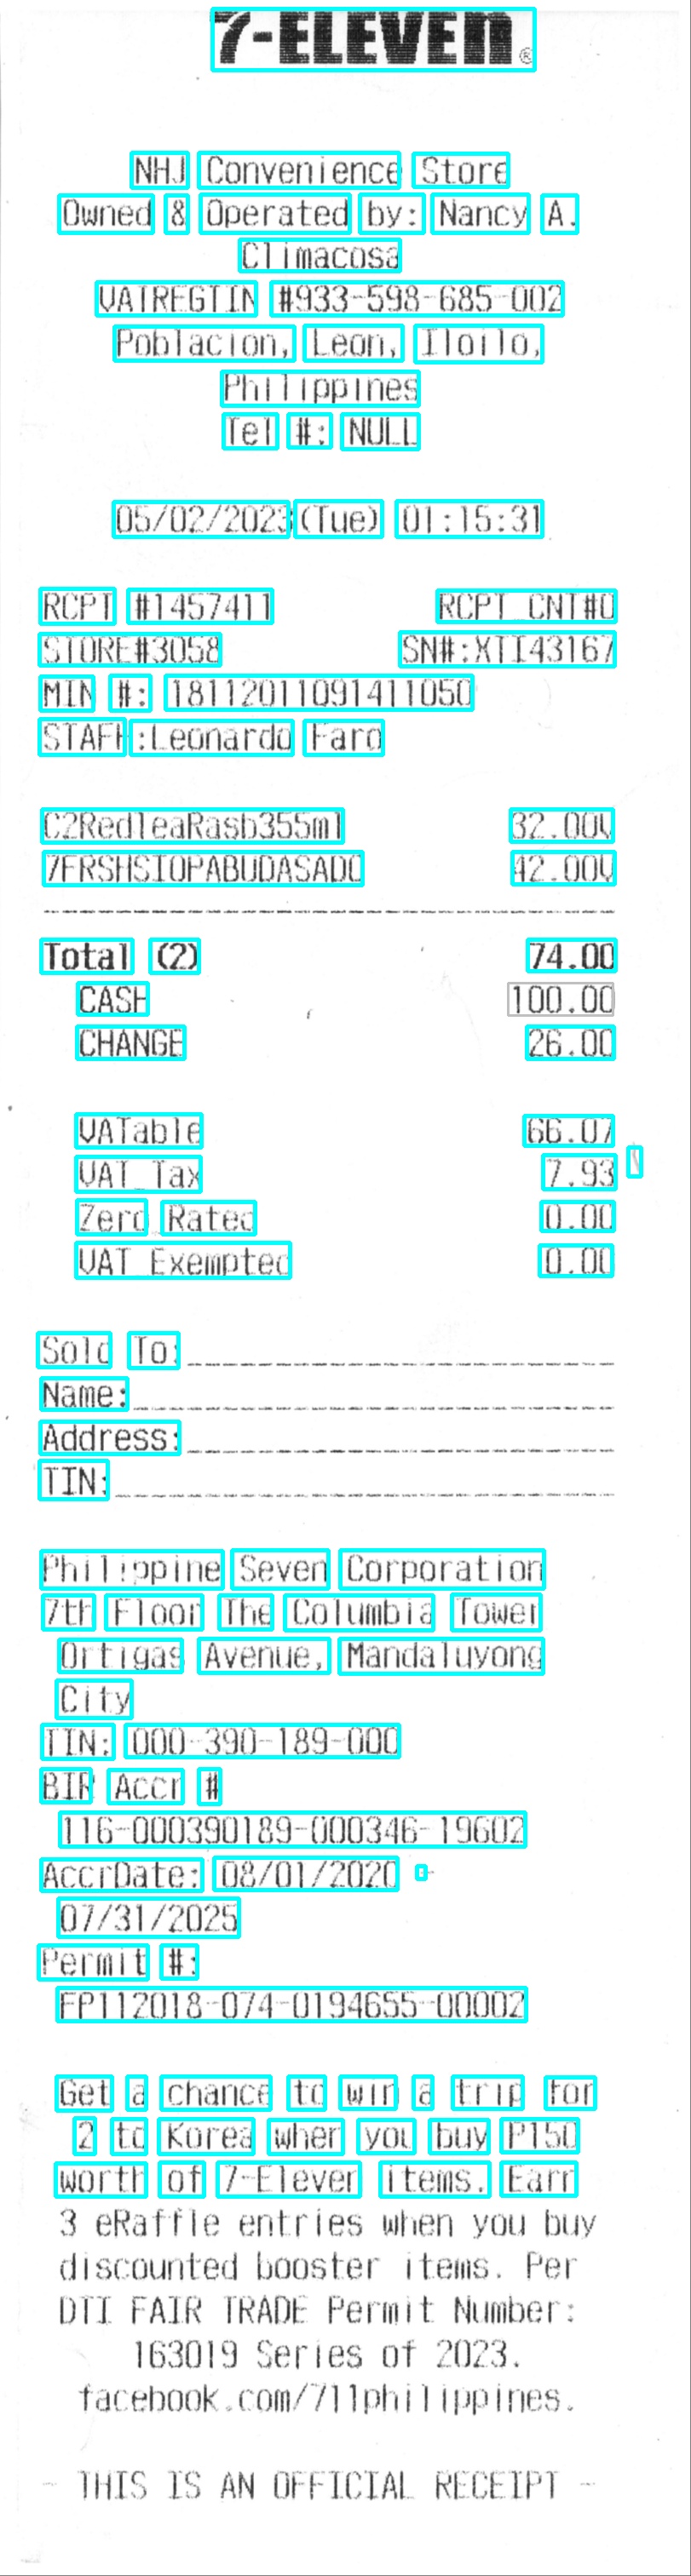 7-ELEVEN®
NHJ Convenience Store
Owned & Operated by: Nancy A.
Climacosa
VATREGTIN #933-598-685-002
Poblacion, Leon, Iloilo,
Philippines
Tel #: NULL
05/02/2023(Tue) 01:15:31
RCPT #1457411 RCPT CNT#0
STORE#3058 SN#:XTI43167
MIN #: 18112011091411050
STAFF:Leonardo Faro
C2RedTeaRasb355ml 32.00V
7FRSHSIOPABUDASADO 42.00V
Total (2) 74.00
CASH 100.00
CHANGE 26.00
VATable 66.07
VAT Tax 7.93
Zero Rated 0.00
VAT Exempted 0.00
Sold To:
Name:
Address:
TIN:
Philippine Seven Corporation
7th Floor The Columbia Tower
Ortigas Avenue, Mandaluyong
City
TIN: 000-390-189-000
BIR Accr #
116-000390189-000346-19602
AccrDate: 08/01/2020 -
07/31/2025
Permit #:
FP112018-074-0194655-00002
Get a chance to win a trip for
2 to Korea when you buy P150
worth of 7-Eleven items. Earn
3 eRaffle entries when you buy
discounted booster items. Per
DTI FAIR TRADE Permit Number:
163019 Series of 2023.
facebook.com/711philippines.
- THIS IS AN OFFICIAL RECEIPT -